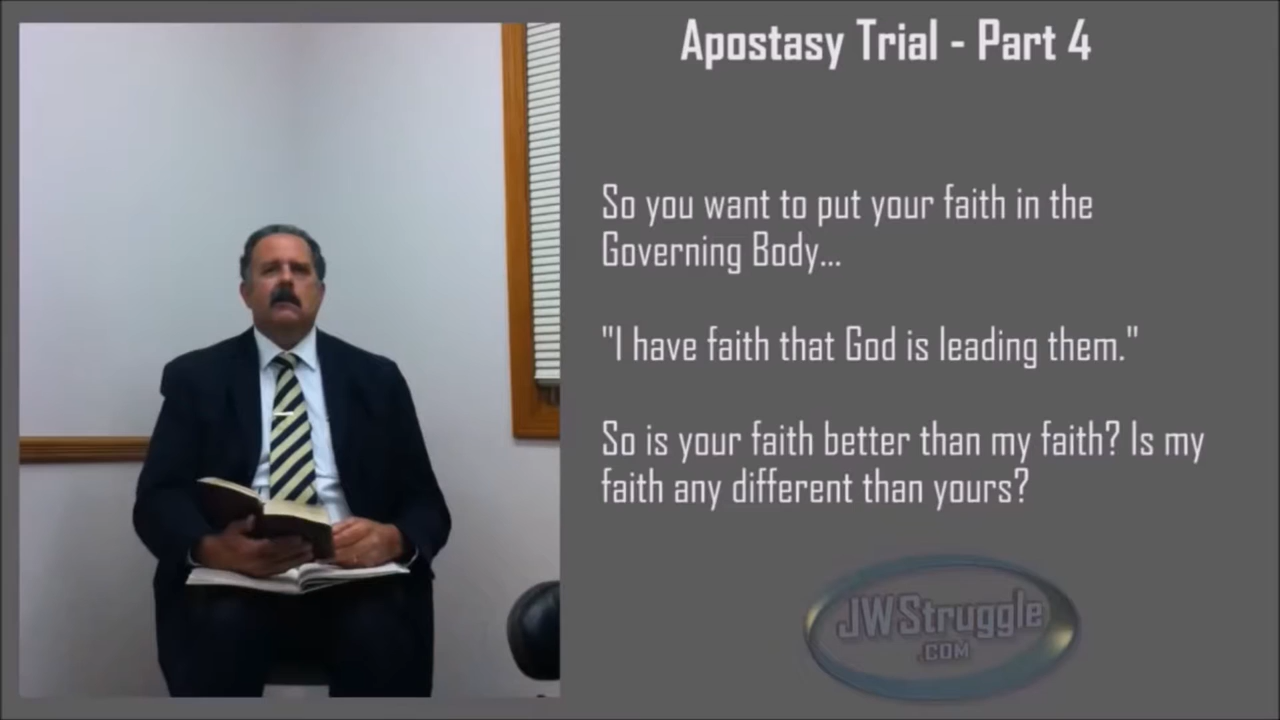 Apostasy Trial - Part 4
So you want to put your faith in the
Governing Body...
"I have faith that God is leading them."
So is your faith better than my faith? Is my
faith any different than yours?
JWStruggle
.COM